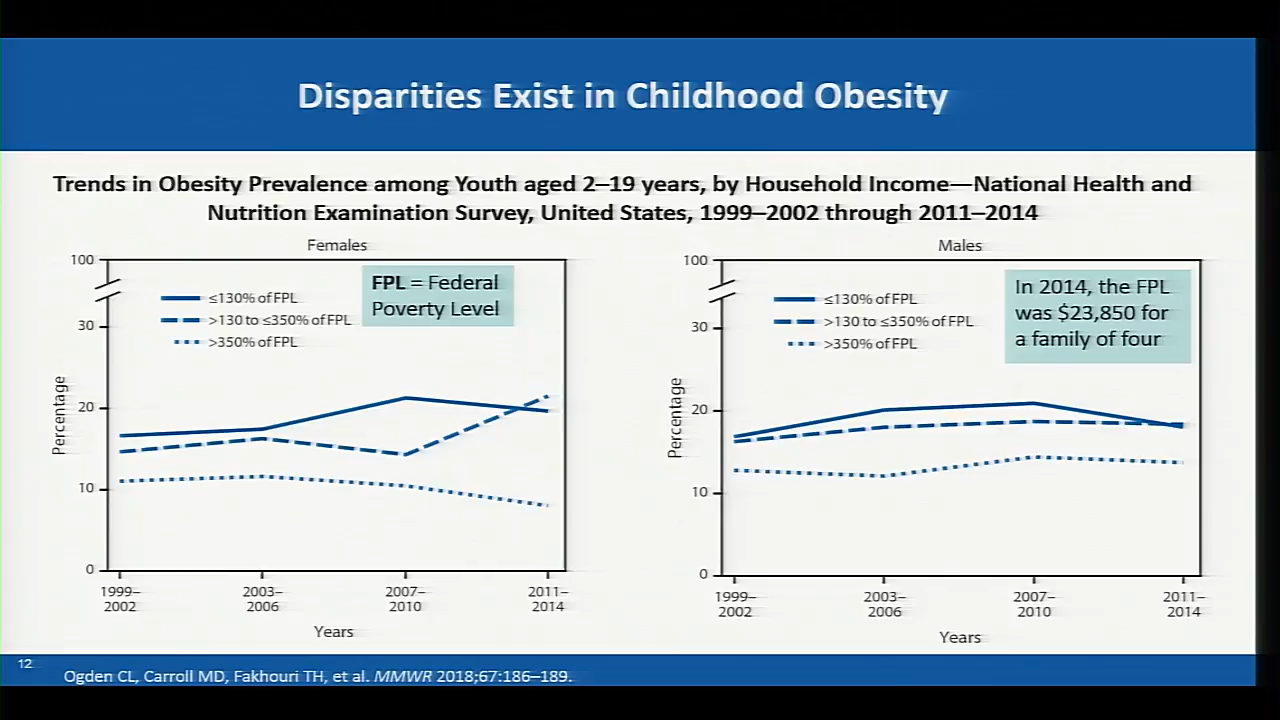 Disparities Exist in Childhood Obesity
Trends in Obesity Prevalence among Youth aged 2–19 years, by Household Income—National Health and
Nutrition Examination Survey, United States, 1999–2002 through 2011–2014
Females
100
30
20
10
0
Percentage
≤130% of FPL
>130 to ≤350% of FPL
>350% of FPL
FPL = Federal
Poverty Level
1999–
2002
2003–
2006
2007–
2010
2011–
2014
Years
Males
100
30
20
10
0
Percentage
≤130% of FPL
>130 to ≤350% of FPL
>350% of FPL
In 2014, the FPL
was $23,850 for
a family of four
1999–
2002
2003–
2006
2007–
2010
2011–
2014
Years
12
Ogden CL, Carroll MD, Fakhouri TH, et al. MMWR 2018;67:186–189.